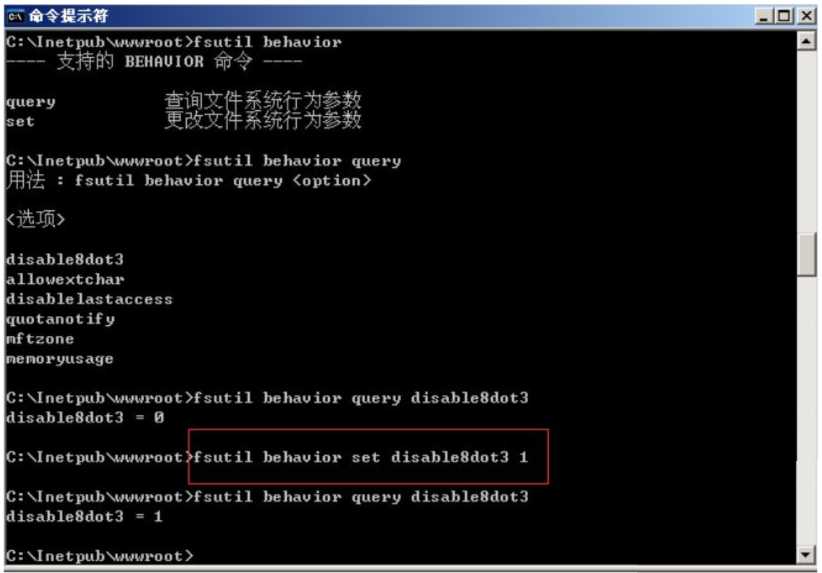 命令提示符
C:\Inetpub\wwwroot>fsutil behavior
---- 支持的 BEHAVIOR 命令 ----
query 查询文件系统行为参数
set 更改文件系统行为参数
C:\Inetpub\wwwroot>fsutil behavior query
用法 : fsutil behavior query <option>
<选项>
disable8dot3
allowextchar
disablelastaccess
quotanotify
mftzone
memoryusage
C:\Inetpub\wwwroot>fsutil behavior query disable8dot3
disable8dot3 = 0
C:\Inetpub\wwwroot>fsutil behavior set disable8dot3 1
C:\Inetpub\wwwroot>fsutil behavior query disable8dot3
disable8dot3 = 1
C:\Inetpub\wwwroot>